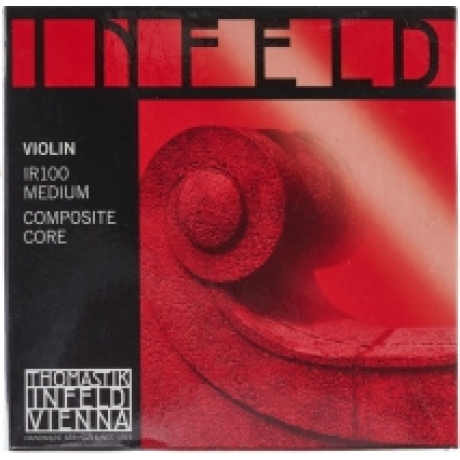 INFELD
VIOLIN
IR100
MEDIUM
COMPOSITE
CORE
THOMASTIK
INFELD
VIENNA